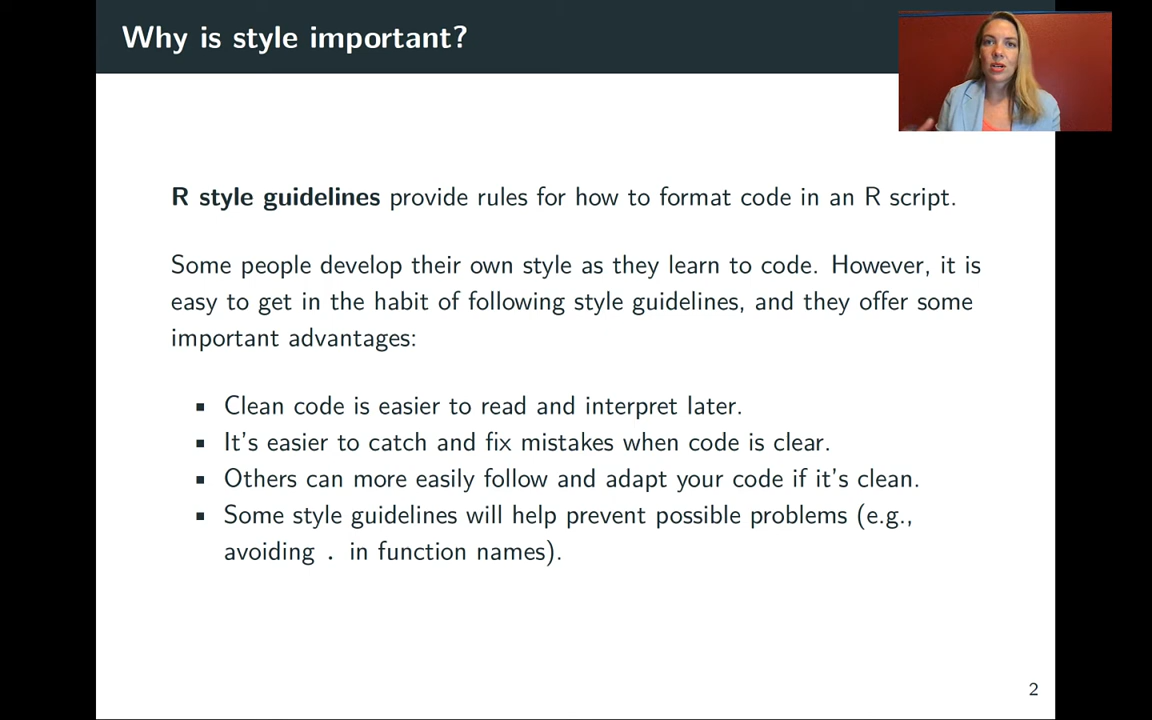 Why is style important?
R style guidelines provide rules for how to format code in an R script.
Some people develop their own style as they learn to code. However, it is
easy to get in the habit of following style guidelines, and they offer some
important advantages:
▪ Clean code is easier to read and interpret later.
▪ It's easier to catch and fix mistakes when code is clear.
▪ Others can more easily follow and adapt your code if it's clean.
▪ Some style guidelines will help prevent possible problems (e.g.,
avoiding . in function names).
2